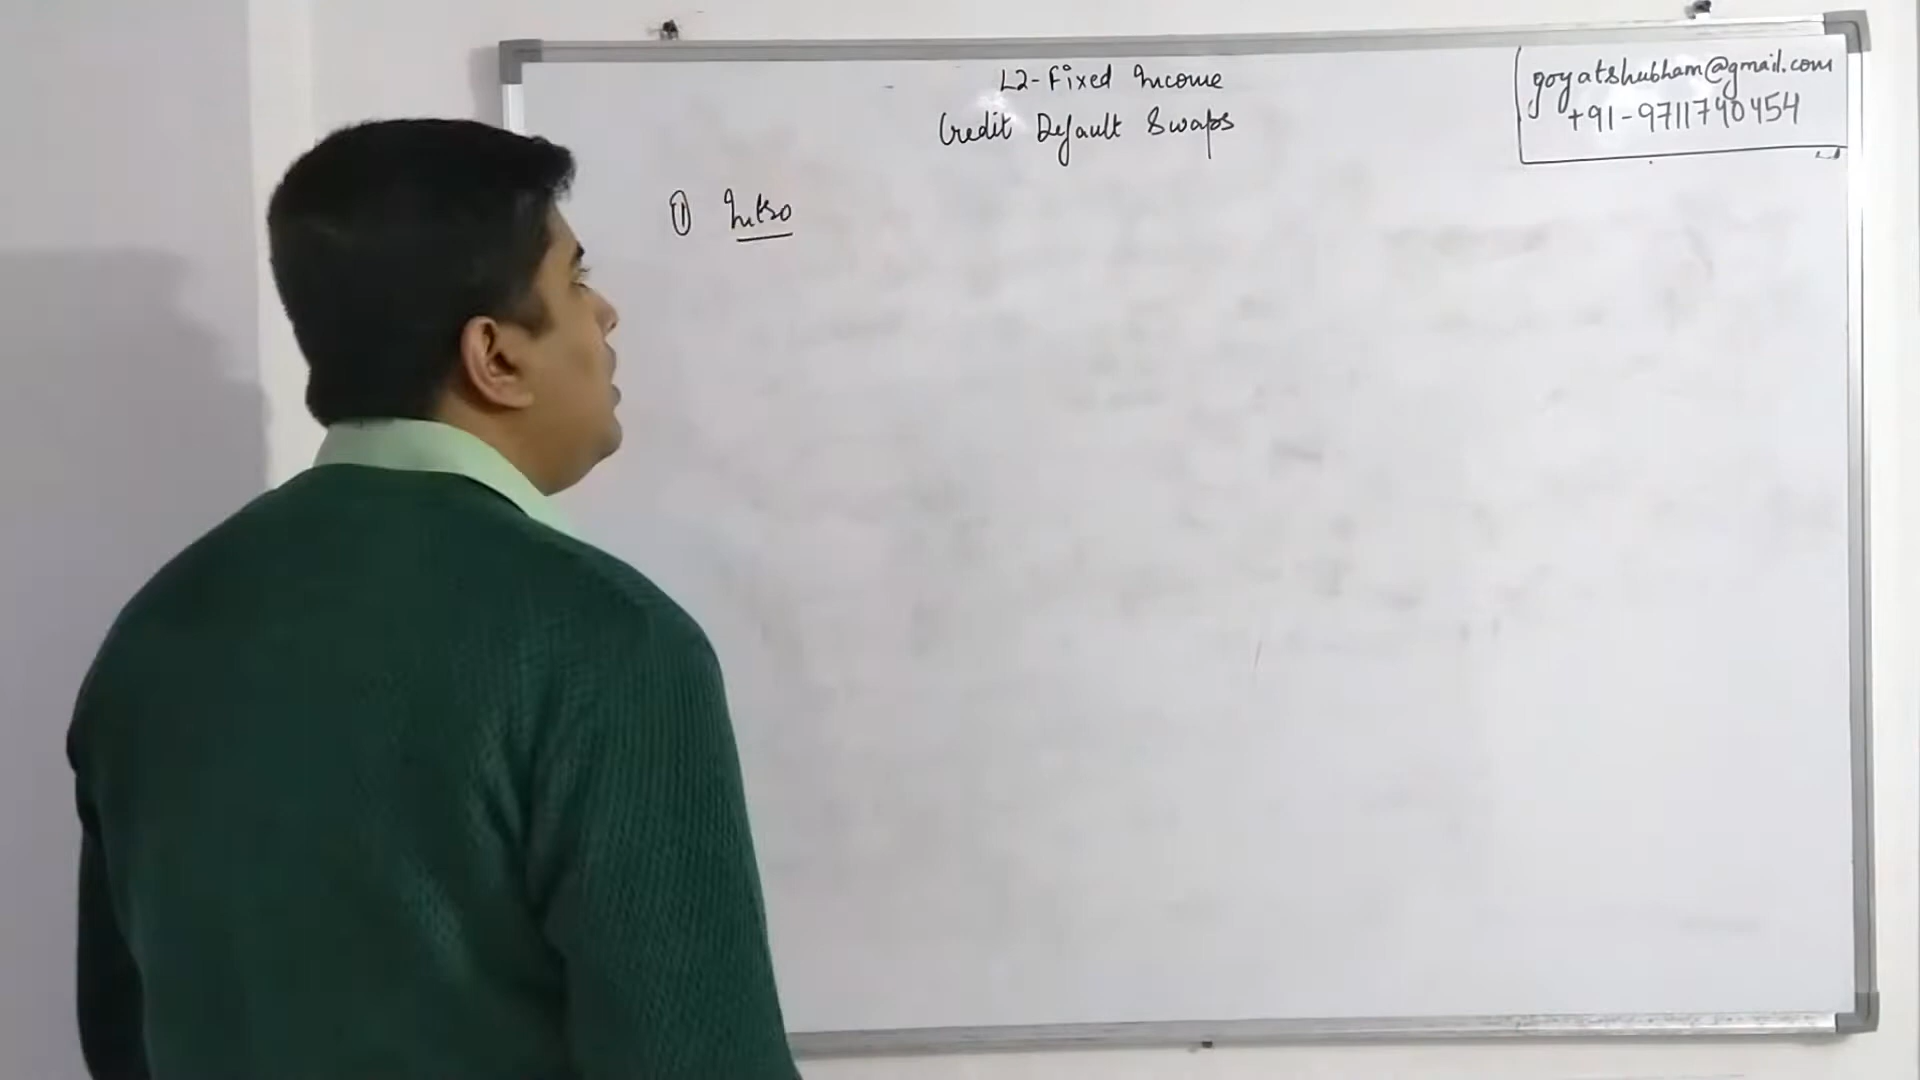 L2-Fixed Income
Credit Default Swaps
goyatshubham@gmail.com
+91-9711740454
① Intro